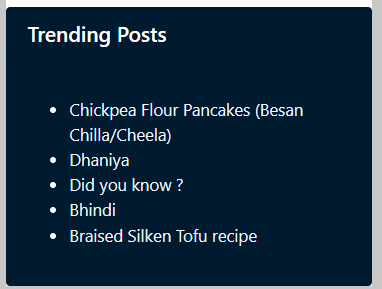 Trending Posts
Chickpea Flour Pancakes (Besan
Chilla/Cheela)
Dhaniya
Did you know ?
Bhindi
Braised Silken Tofu recipe